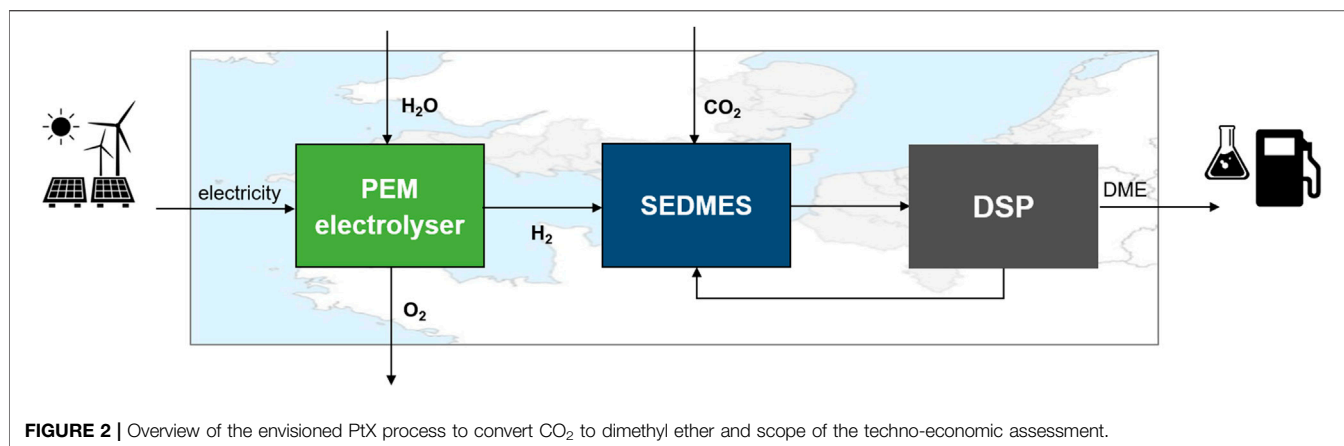 H₂O
CO₂
electricity
PEM
electrolyser
H₂
SEDMES
DSP
DME
O₂
FIGURE 2 | Overview of the envisioned PtX process to convert CO₂ to dimethyl ether and scope of the techno-economic assessment.